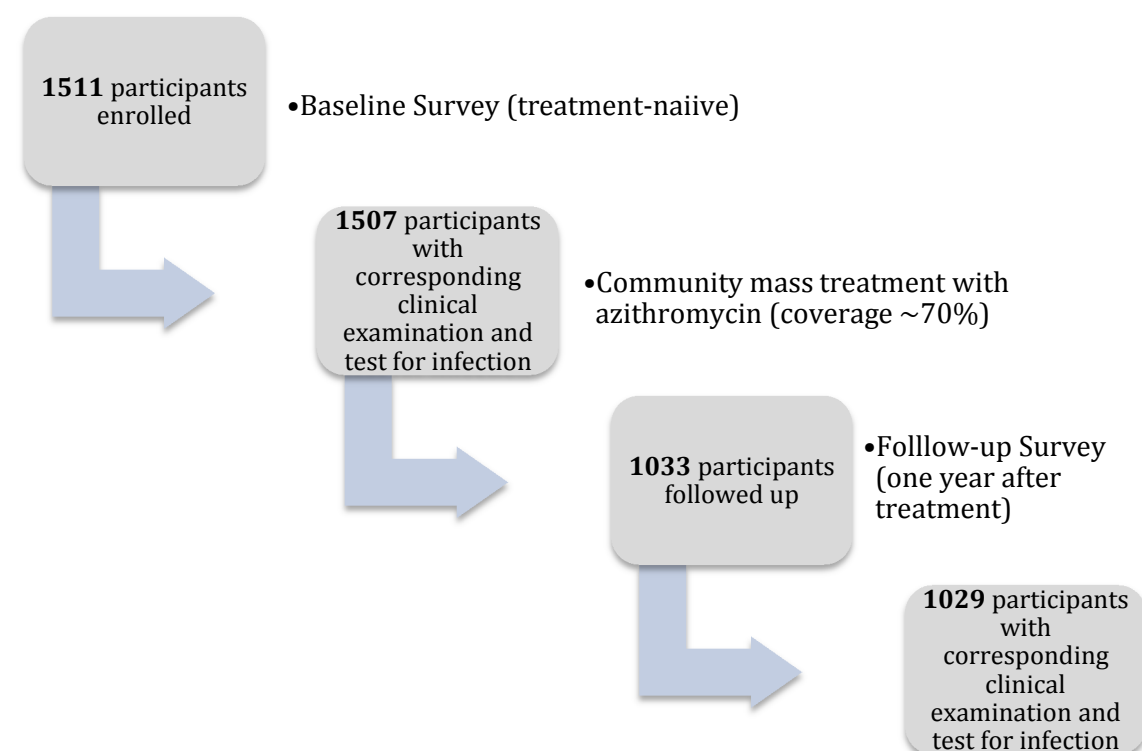 1511 participants
enrolled
•Baseline Survey (treatment-naiive)
1507 participants
with
corresponding
clinical
examination and
test for infection
•Community mass treatment with
azithromycin (coverage ~70%)
1033 participants
followed up
•Folllow-up Survey
(one year after
treatment)
1029 participants
with
corresponding
clinical
examination and
test for infection